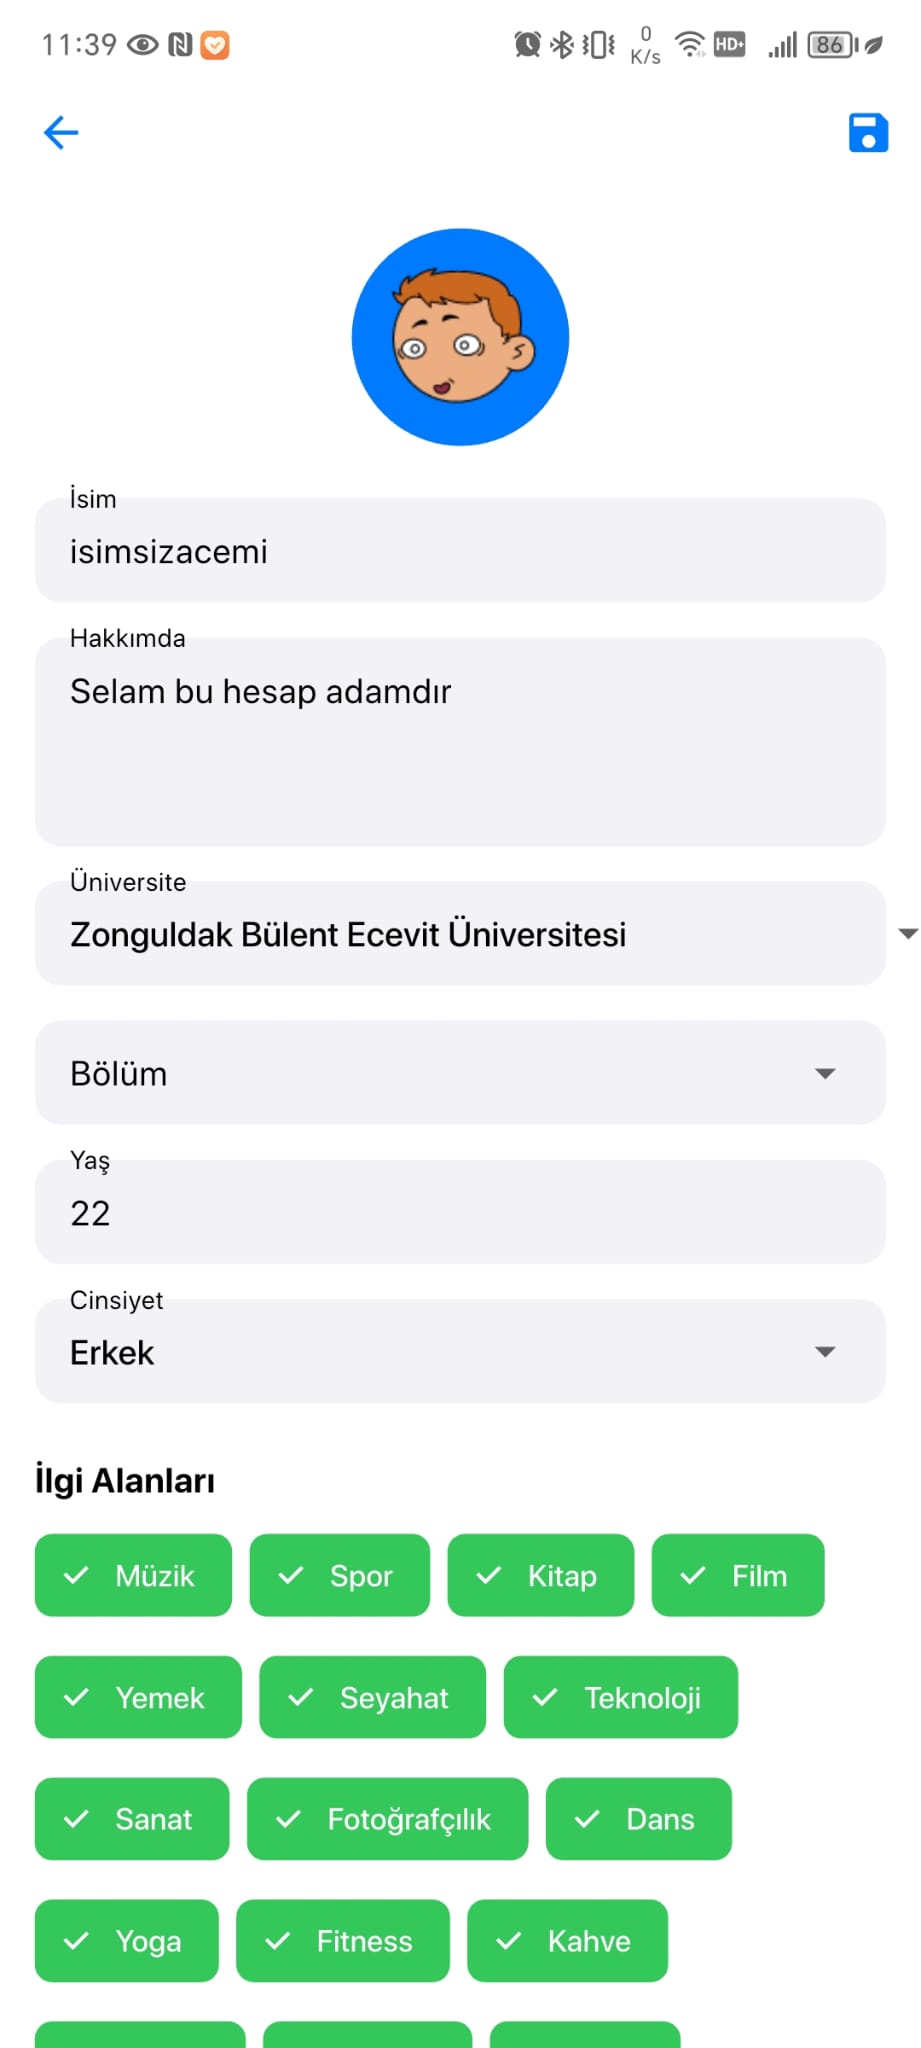 11:39 0 K/s HD+ 86
İsim
isimsizacemi
Hakkımda
Selam bu hesap adamdır
Üniversite
Zonguldak Bülent Ecevit Üniversitesi
Bölüm
Yaş
22
Cinsiyet
Erkek
İlgi Alanları
Müzik Spor Kitap Film
Yemek Seyahat Teknoloji
Sanat Fotoğrafçılık Dans
Yoga Fitness Kahve